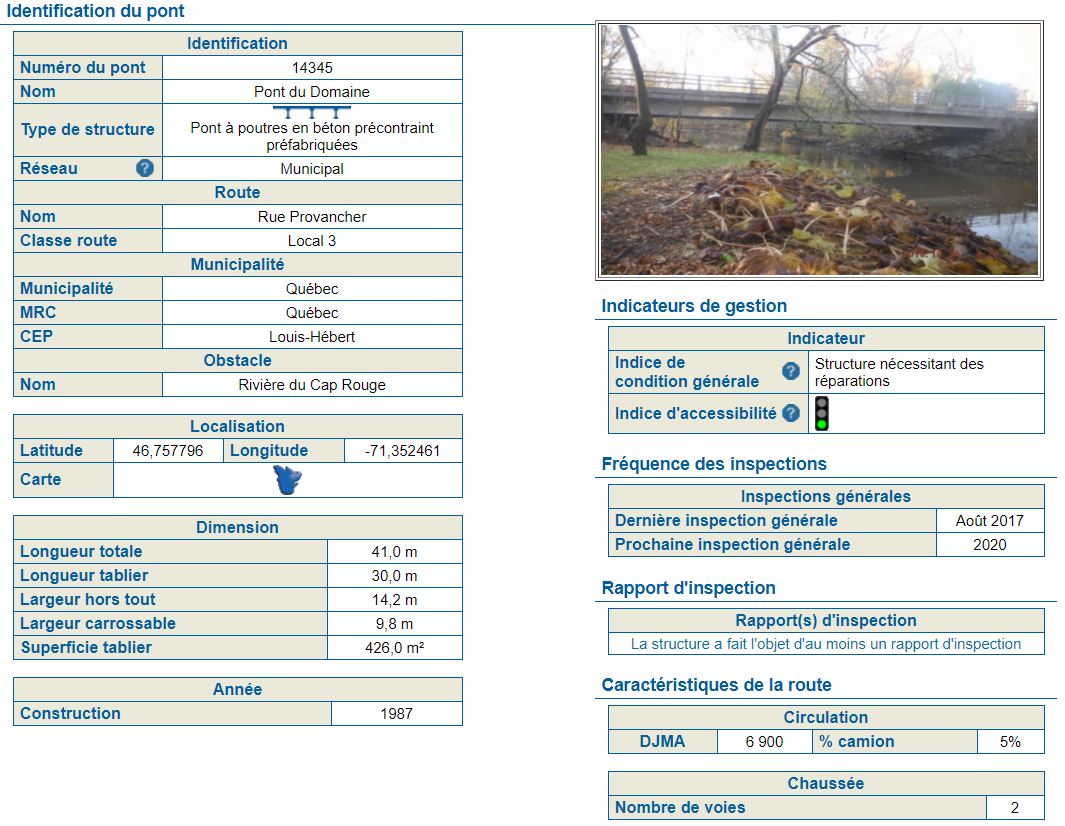 Identification du pont
Identification
Numéro du pont 14345
Nom Pont du Domaine
Type de structure Pont à poutres en béton précontraint
préfabriquées
Réseau ? Municipal
Route
Nom Rue Provancher
Classe route Local 3
Municipalité
Municipalité Québec
MRC Québec
CEP Louis-Hébert
Obstacle
Nom Rivière du Cap Rouge
Localisation
Latitude 46,757796 Longitude -71,352461
Carte
Dimension
Longueur totale 41,0 m
Longueur tablier 30,0 m
Largeur hors tout 14,2 m
Largeur carrossable 9,8 m
Superficie tablier 426,0 m²
Année
Construction 1987
Indicateurs de gestion
Indicateur
Indice de
condition générale ? Structure nécessitant des
réparations
Indice d'accessibilité ?
Fréquence des inspections
Inspections générales
Dernière inspection générale Août 2017
Prochaine inspection générale 2020
Rapport d'inspection
Rapport(s) d'inspection
La structure a fait l'objet d'au moins un rapport d'inspection
Caractéristiques de la route
Circulation
DJMA 6 900 % camion 5%
Chaussée
Nombre de voies 2